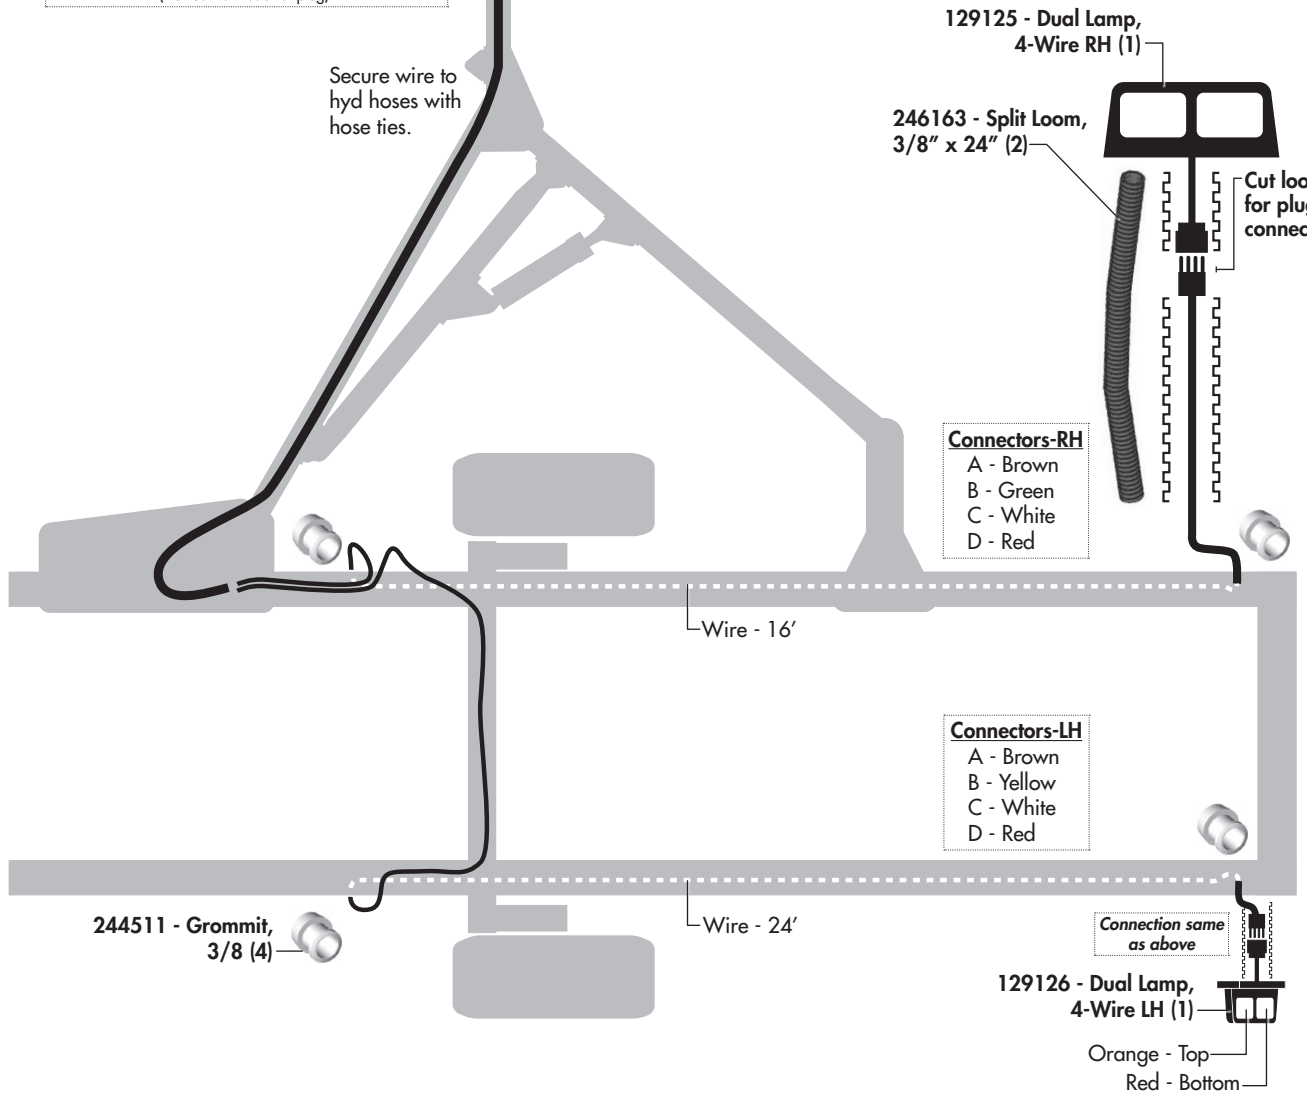 129125 - Dual Lamp,
4-Wire RH (1)
Secure wire to
hyd hoses with
hose ties.
246163 - Split Loom,
3/8" x 24" (2)
Cut
for
Connectors-RH
A - Brown
B - Green
C - White
D - Red
Wire - 16'
Connectors-LH
A - Brown
B - Yellow
C - White
D - Red
244511 - Grommit,
3/8 (4)
Wire - 24'
Connection same
as above
129126 - Dual Lamp,
4-Wire LH (1)
Orange - Top
Red - Bottom